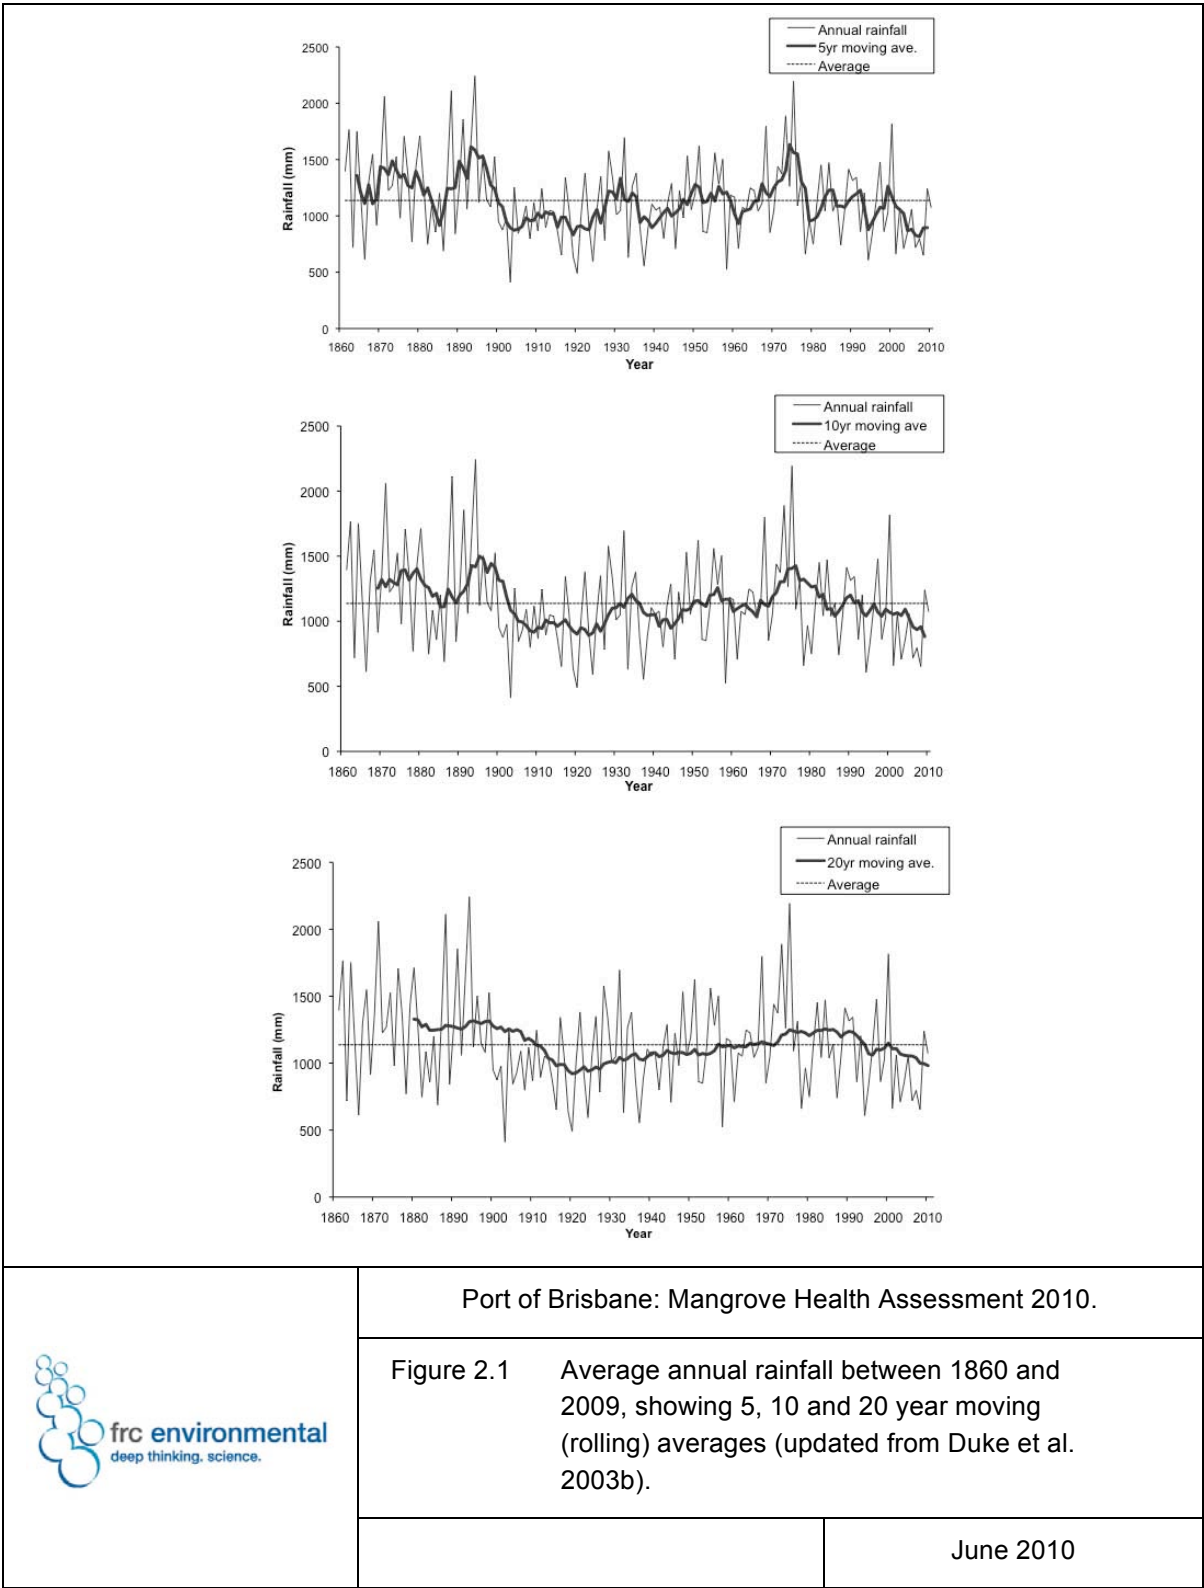 Annual rainfall
5yr moving ave.
Average
2500
2000
1500
1000
500
0
Rainfall (mm)
1860 1870 1880 1890 1900 1910 1920 1930 1940 1950 1960 1970 1980 1990 2000 2010
Year
Annual rainfall
10yr moving ave
Average
2500
2000
1500
1000
500
0
Rainfall (mm)
1860 1870 1880 1890 1900 1910 1920 1930 1940 1950 1960 1970 1980 1990 2000 2010
Year
Annual rainfall
20yr moving ave.
Average
2500
2000
1500
1000
500
0
Rainfall (mm)
1860 1870 1880 1890 1900 1910 1920 1930 1940 1950 1960 1970 1980 1990 2000 2010
Year
frc environmental
deep thinking. science.
Port of Brisbane: Mangrove Health Assessment 2010.
Figure 2.1 Average annual rainfall between 1860 and
2009, showing 5, 10 and 20 year moving
(rolling) averages (updated from Duke et al.
2003b).
June 2010